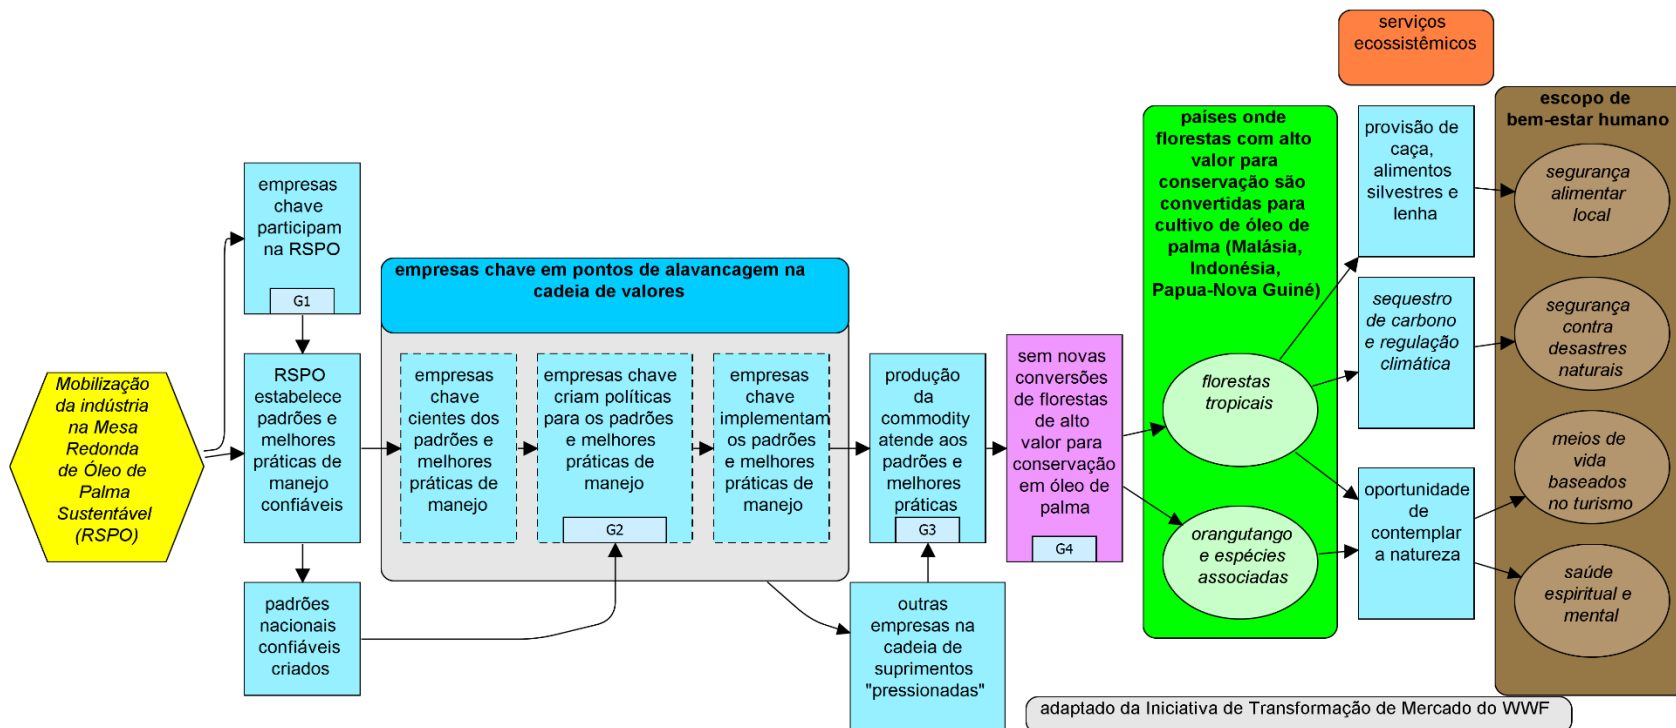 serviços
ecossistêmicos
escopo de
bem-estar humano
países onde
florestas com alto
valor para
conservação são
convertidas para
cultivo de óleo de
palma (Malásia,
Indonésia,
Papua-Nova Guiné)
provisão de
caça,
alimentos
silvestres e
lenha
segurança
alimentar
local
empresas
chave
participam
na RSPO
G1
empresas chave em pontos de alavancagem na
cadeia de valores
sequestro
de carbono
e regulação
climática
segurança
contra
desastres
naturais
Mobilização
da indústria
na Mesa
Redonda
de Óleo de
Palma
Sustentável
(RSPO)
RSPO
estabelece
padrões e
melhores
práticas de
manejo
confiáveis
empresas
chave
cientes dos
padrões e
melhores
práticas de
manejo
empresas chave
criam políticas
para os padrões
e melhores
práticas de
manejo
G2
empresas
chave
implementam
os padrões
e melhores
práticas de
manejo
produção
da
commodity
atende aos
padrões e
melhores
práticas
G3
sem novas
conversões
de florestas
de alto
valor para
conservação
em óleo de
palma
G4
florestas
tropicais
orangutango
e espécies
associadas
oportunidade
de
contemplar
a natureza
meios de
vida
baseados
no turismo
saúde
espiritual e
mental
padrões
nacionais
confiáveis
criados
outras
empresas na
cadeia de
suprimentos
"pressionadas"
adaptado da Iniciativa de Transformação de Mercado do WWF